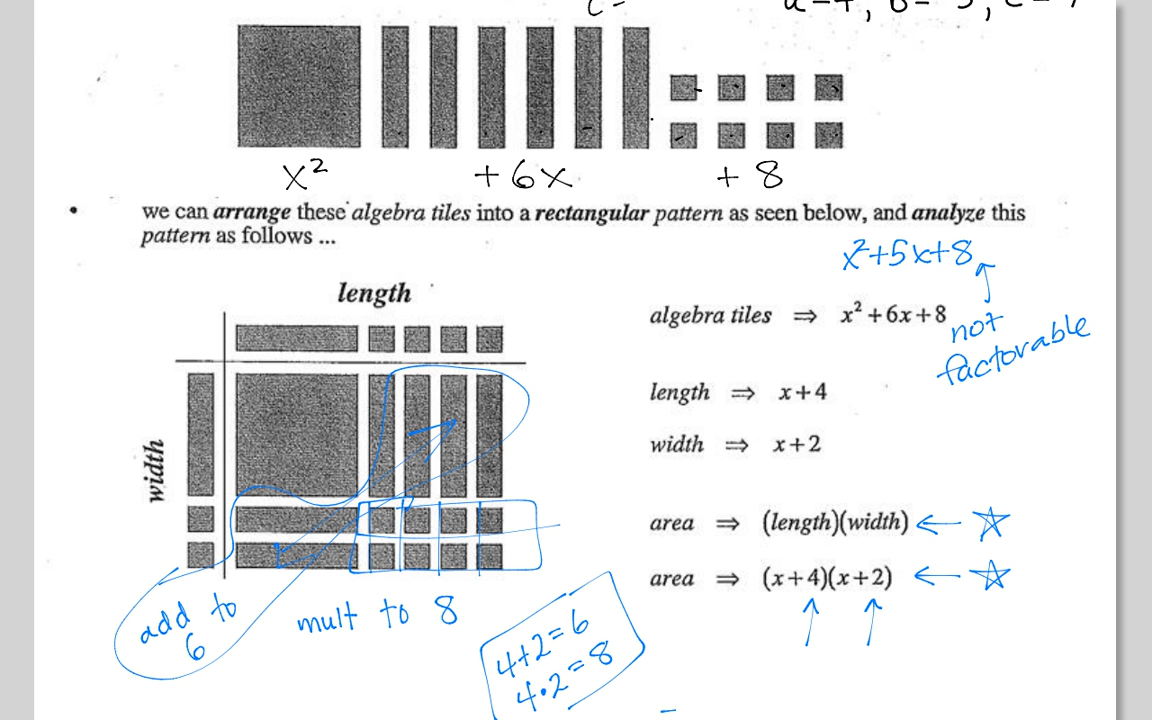 x² +6x +8
• we can arrange these algebra tiles into a rectangular pattern as seen below, and analyze this
pattern as follows ...
x²+5x+8
not
factorable
length
width
algebra tiles ⇒ x²+6x+8
length ⇒ x+4
width ⇒ x+2
area ⇒ (length)(width) ← ☆
area ⇒ (x+4)(x+2) ← ☆
add to
6
mult to 8
4+2=6
4•2=8